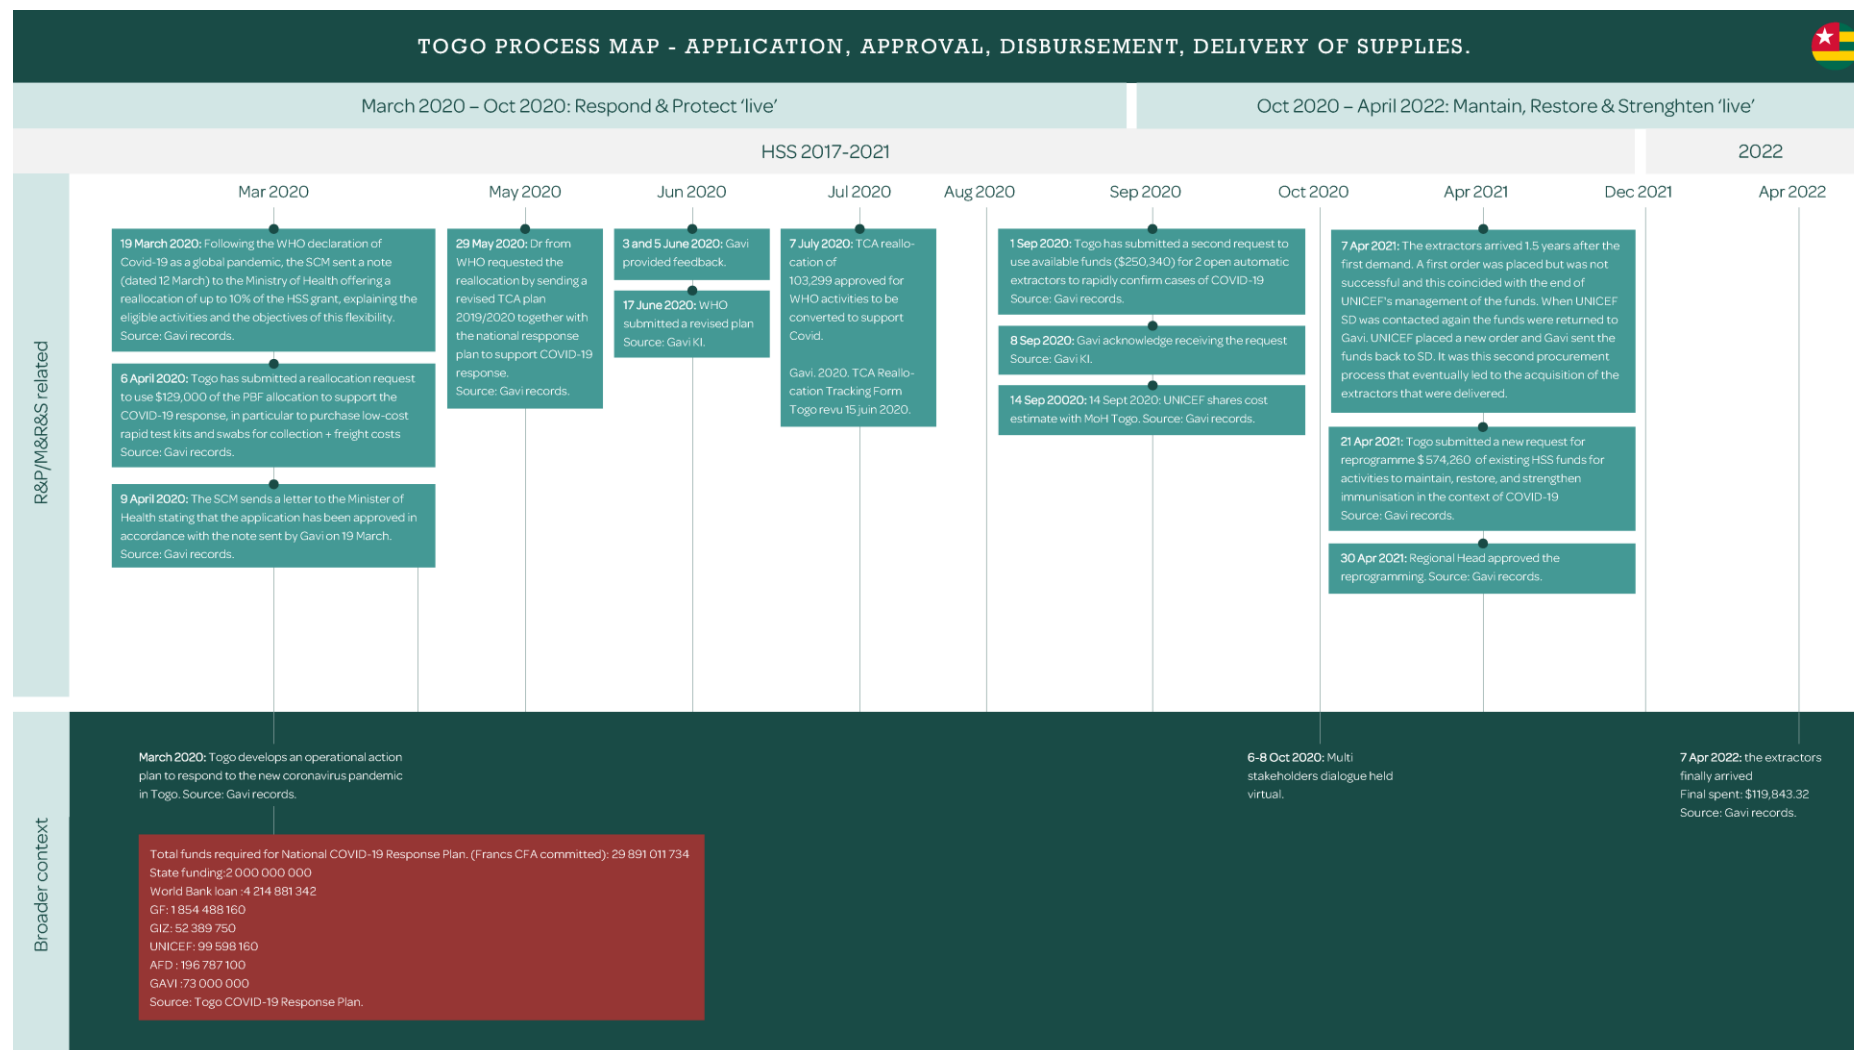 TOGO PROCESS MAP - APPLICATION, APPROVAL, DISBURSEMENT, DELIVERY OF SUPPLIES.
March 2020 – Oct 2020: Respond & Protect ‘live’
Oct 2020 – April 2022: Mantain, Restore & Strenghten ‘live’
HSS 2017-2021
2022
R&P/M&R&S related
Mar 2020
May 2020
Jun 2020
Jul 2020
Aug 2020
Sep 2020
Oct 2020
Apr 2021
Dec 2021
Apr 2022
19 March 2020: Following the WHO declaration of
Covid-19 as a global pandemic, the SCM sent a note
(dated 12 March) to the Ministry of Health offering a
reallocation of up to 10% of the HSS grant, explaining the
eligible activities and the objectives of this flexibility.
Source: Gavi records.
6 April 2020: Togo has submitted a reallocation request
to use $129,000 of the PBF allocation to support the
COVID-19 response, in particular to purchase low-cost
rapid test kits and swabs for collection + freight costs
Source: Gavi records.
9 April 2020: The SCM sends a letter to the Minister of
Health stating that the application has been approved in
accordance with the note sent by Gavi on 19 March.
Source: Gavi records.
29 May 2020: Dr from
WHO requested the
reallocation by sending a
revised TCA plan
2019/2020 together with
the national respponse
plan to support COVID-19
response.
Source: Gavi records.
3 and 5 June 2020: Gavi
provided feedback.
17 June 2020: WHO
submitted a revised plan
Source: Gavi KI.
7 July 2020: TCA reallo-
cation of
103,299 approved for
WHO activities to be
converted to support
Covid.
Gavi. 2020. TCA Reallo-
cation Tracking Form
Togo revu 15 juin 2020.
1 Sep 2020: Togo has submitted a second request to
use available funds ($250,340) for 2 open automatic
extractors to rapidly confirm cases of COVID-19
Source: Gavi records.
8 Sep 2020: Gavi acknowledge receiving the request
Source: Gavi KI.
14 Sep 20020: 14 Sept 2020: UNICEF shares cost
estimate with MoH Togo. Source: Gavi records.
7 Apr 2021: The extractors arrived 1.5 years after the
first demand. A first order was placed but was not
successful and this coincided with the end of
UNICEF's management of the funds. When UNICEF
SD was contacted again the funds were returned to
Gavi. UNICEF placed a new order and Gavi sent the
funds back to SD. It was this second procurement
process that eventually led to the acquisition of the
extractors that were delivered.
21 Apr 2021: Togo submitted a new request for
reprogramme $574,260 of existing HSS funds for
activities to maintain, restore, and strengthen
immunisation in the context of COVID-19
Source: Gavi records.
30 Apr 2021: Regional Head approved the
reprogramming. Source: Gavi records.
Broader context
March 2020: Togo develops an operational action
plan to respond to the new coronavirus pandemic
in Togo. Source: Gavi records.
6-8 Oct 2020: Multi
stakeholders dialogue held
virtual.
7 Apr 2022: the extractors
finally arrived
Final spent: $119,843.32
Source: Gavi records.
Total funds required for National COVID-19 Response Plan. (Francs CFA committed): 29 891 011 734
State funding:2 000 000 000
World Bank loan :4 214 881 342
GF: 1 854 488 160
GIZ: 52 389 750
UNICEF: 99 598 160
AFD : 196 787 100
GAVI :73 000 000
Source: Togo COVID-19 Response Plan.